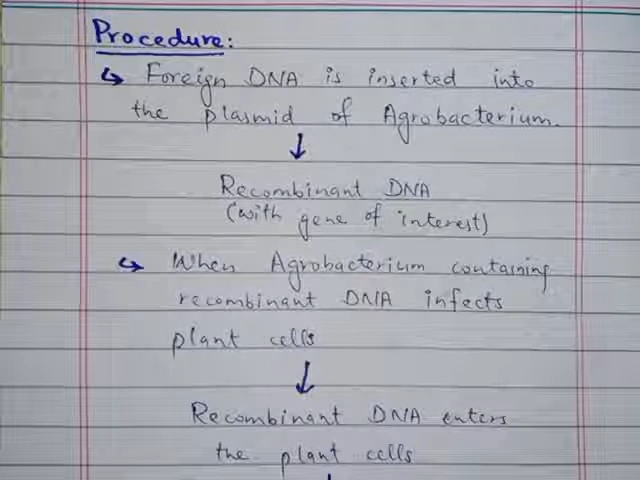 Procedure:
↳ Foreign DNA is inserted into
the plasmid of Agrobacterium.
↓
Recombinant DNA
(with gene of interest)
↳ When Agrobacterium containing
recombinant DNA infects
plant cells
↓
Recombinant DNA enters
the plant cells